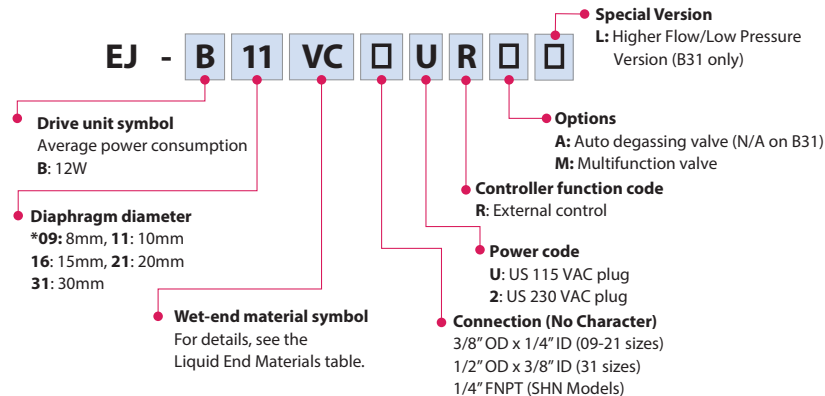 EJ - B 11 VC □ U R □ □
Special Version
L: Higher Flow/Low Pressure
Version (B31 only)
Drive unit symbol
Average power consumption
B: 12W
Options
A: Auto degassing valve (N/A on B31)
M: Multifunction valve
Controller function code
R: External control
Diaphragm diameter
*09: 8mm, 11: 10mm
16: 15mm, 21: 20mm
31: 30mm
Power code
U: US 115 VAC plug
2: US 230 VAC plug
Wet-end material symbol
For details, see the
Liquid End Materials table.
Connection (No Character)
3/8” OD x 1/4” ID (09-21 sizes)
1/2” OD x 3/8” ID (31 sizes)
1/4” FNPT (SHN Models)